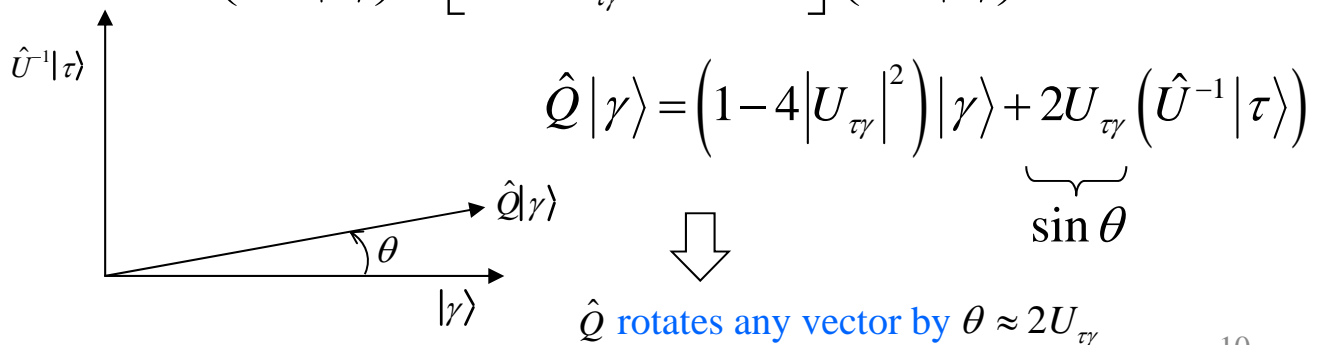 Û⁻¹|τ⟩
Q̂|γ⟩ = (1 − 4|U_τγ|²)|γ⟩ + 2U_τγ (Û⁻¹|τ⟩)
sin θ
Q̂|γ⟩
θ
|γ⟩
Q̂ rotates any vector by θ ≈ 2U_τγ